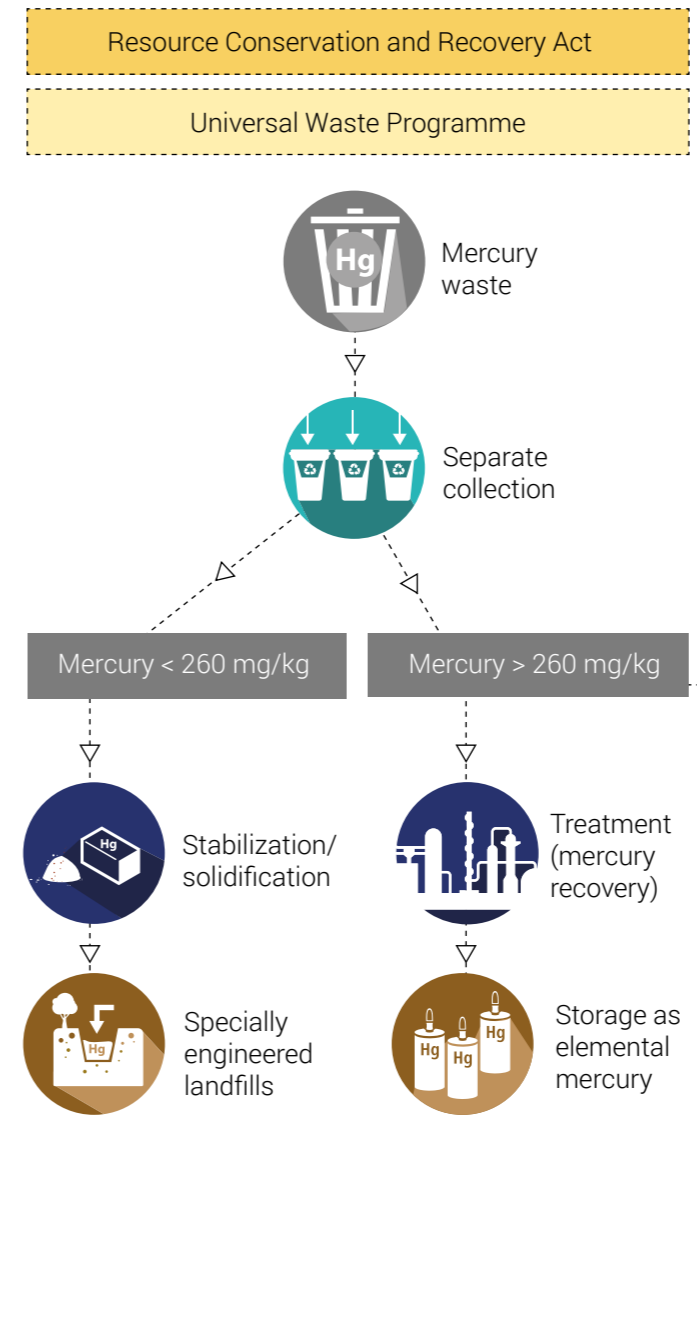 Resource Conservation and Recovery Act
Universal Waste Programme
Hg
Mercury
waste
Separate
collection
Mercury < 260 mg/kg
Mercury > 260 mg/kg
Hg
Stabilization/
solidification
Treatment
(mercury
recovery)
Hg
Specially
engineered
landfills
Hg
Hg
Hg
Storage as
elemental
mercury